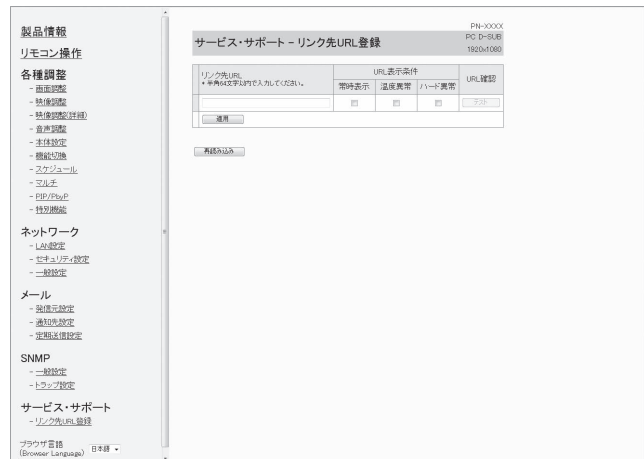 製品情報
リモコン操作
各種調整
- 画面調整
- 映像調整
- 映像調整(詳細)
- 音声調整
- 本体設定
- 機能切換
- スケジュール
- マルチ
- PIP/PbyP
- 特別機能
ネットワーク
- LAN設定
- セキュリティ設定
- 一般設定
メール
- 発信元設定
- 通知先設定
- 定期送信設定
SNMP
- 一般設定
- トラップ設定
サービス・サポート
- リンク先URL登録
ブラウザ言語
(Browser Language) 日本語
PN-XXXX
サービス・サポート - リンク先URL登録 PC D-SUB
1920x1080
リンク先URL
* 半角64文字以内で入力してください。
URL表示条件
常時表示 温度異常 ハード異常
URL確認
テスト
適用
再読み込み